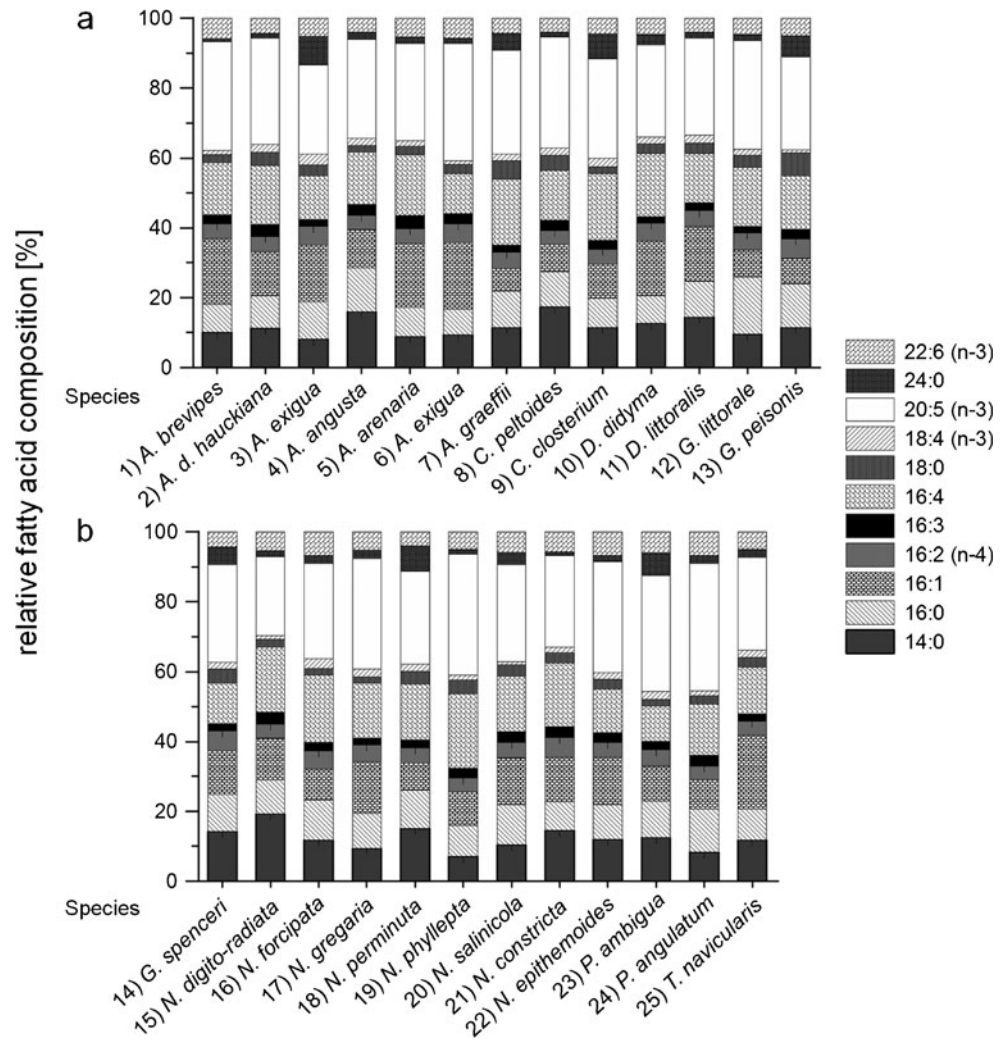 a
relative fatty acid composition [%]
100
80
60
40
20
0
Species
1) A. brevipes
2) A. d. hauckiana
3) A. exigua
4) A. angusta
5) A. arenaria
6) A. exigua
7) A. graeffii
8) C. peltoides
9) C. closterium
10) D. didyma
11) D. littoralis
12) G. littorale
13) G. peisonis
22:6 (n-3)
24:0
20:5 (n-3)
18:4 (n-3)
18:0
16:4
16:3
16:2 (n-4)
16:1
16:0
14:0
b
100
80
60
40
20
0
Species
14) G. spenceri
15) N. digito-radiata
16) N. forcipata
17) N. gregaria
18) N. perminuta
19) N. phyllepta
20) N. salinicola
21) N. constricta
22) N. epithemoides
23) P. ambigua
24) P. angulatum
25) T. navicularis